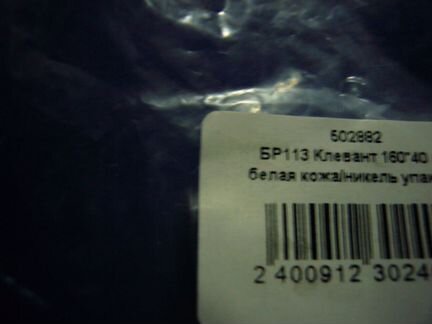 502882
БР113 Клевант 160*40
белая кожа/никель упак
2 400912 3024